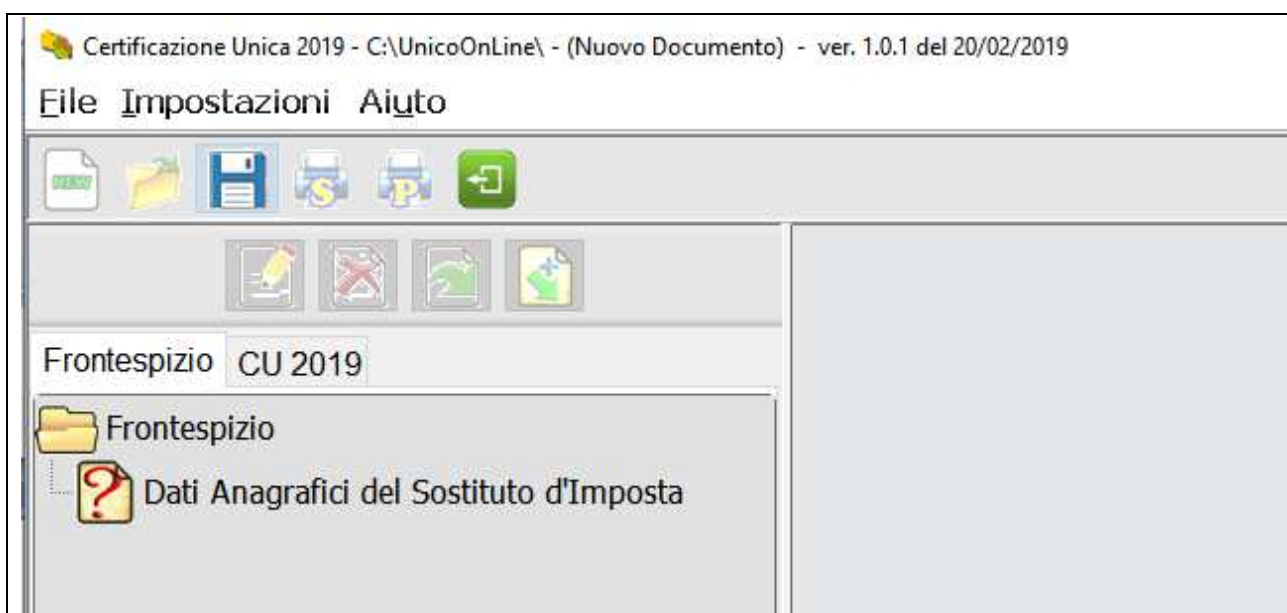 Certificazione Unica 2019 - C:\UnicoOnLine\ - (Nuovo Documento) - ver. 1.0.1 del 20/02/2019
File Impostazioni Aiuto
NEW S P
Frontespizio CU 2019
Frontespizio
? Dati Anagrafici del Sostituto d'Imposta